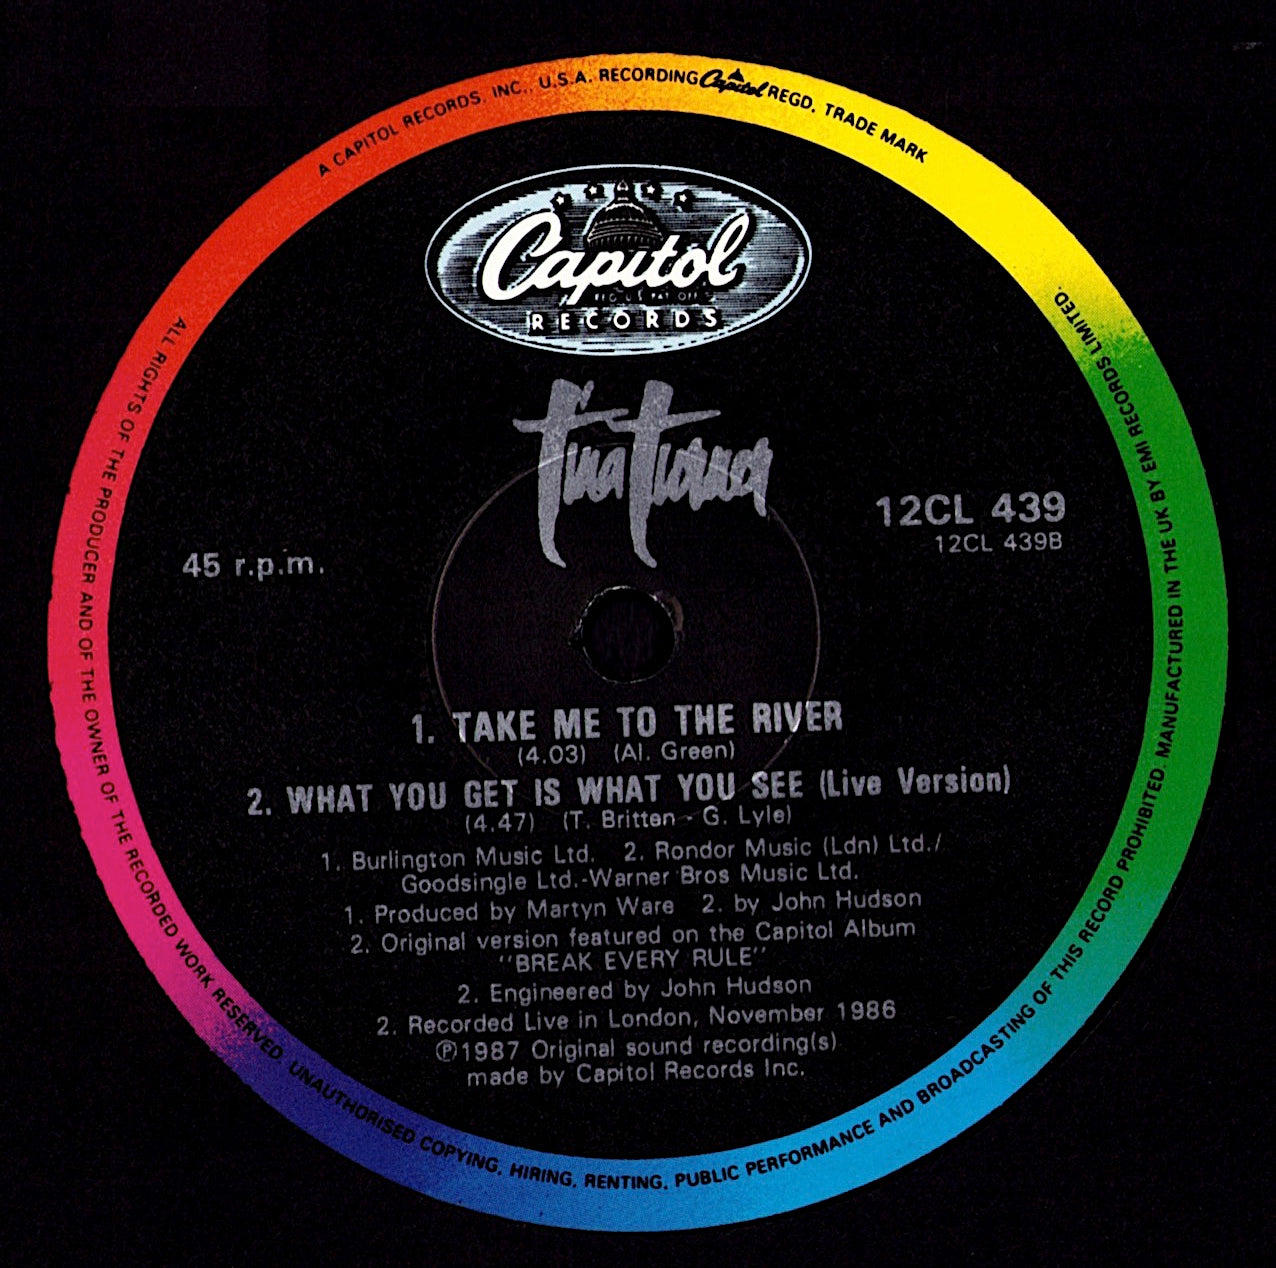 A CAPITOL RECORDS, INC., U.S.A. RECORDING Capitol REGD. TRADE MARK
Capitol
RECORDS
Tina Turner
12CL 439
12CL 439B
45 r.p.m.
1. TAKE ME TO THE RIVER
(4.03) (Al. Green)
2. WHAT YOU GET IS WHAT YOU SEE (Live Version)
(4.47) (T. Britten - G. Lyle)
1. Burlington Music Ltd. 2. Rondor Music (Ldn) Ltd./
Goodsingle Ltd.-Warner Bros Music Ltd.
1. Produced by Martyn Ware 2. by John Hudson
2. Original version featured on the Capitol Album
"BREAK EVERY RULE"
2. Engineered by John Hudson
2. Recorded Live in London, November 1986
℗1987 Original sound recording(s)
made by Capitol Records Inc.
ALL RIGHTS OF THE PRODUCER AND OF THE OWNER OF THE RECORDED WORK RESERVED. UNAUTHORISED COPYING, HIRING, RENTING, PUBLIC PERFORMANCE AND BROADCASTING OF THIS RECORD PROHIBITED. MANUFACTURED IN THE UK BY EMI RECORDS LIMITED.